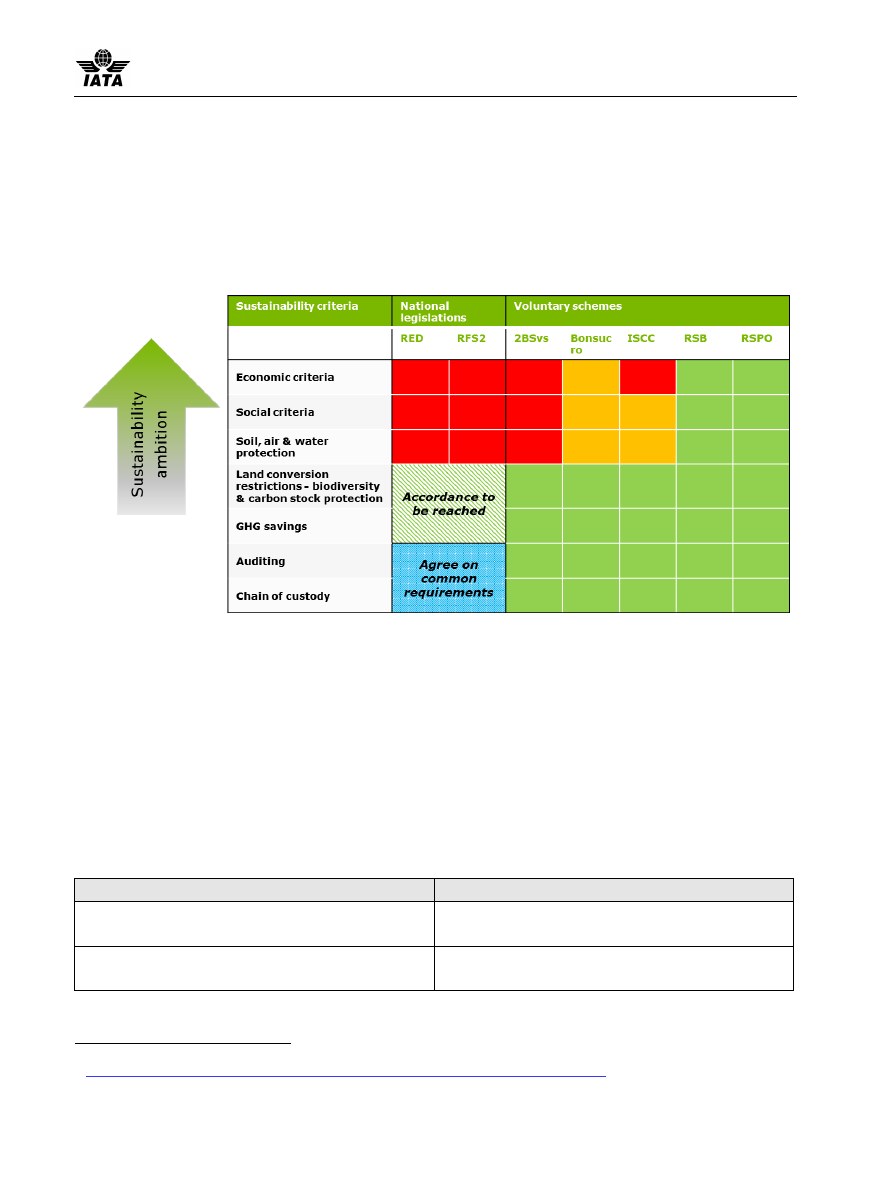 IATA
Sustainability criteria
National
legislations
Voluntary schemes
RED
RFS2
2BSvs
Bonsuc
ro
ISCC
RSB
RSPO
Economic criteria
Social criteria
Soil, air & water
protection
Land conversion
restrictions – biodiversity
& carbon stock protection
GHG savings
Auditing
Chain of custody
Accordance to
be reached
Agree on
common
requirements
Sustainability
ambition